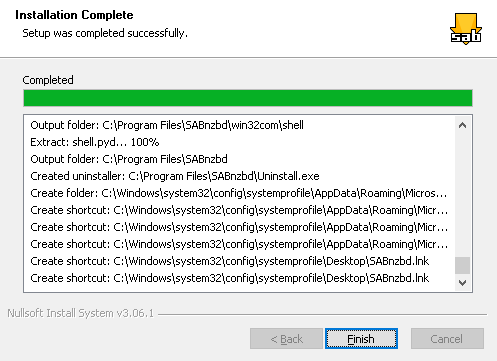 Installation Complete
Setup was completed successfully.
sab
Completed
Output folder: C:\Program Files\SABnzbd\win32com\shell
Extract: shell.pyd... 100%
Output folder: C:\Program Files\SABnzbd
Created uninstaller: C:\Program Files\SABnzbd\Uninstall.exe
Create folder: C:\Windows\system32\config\systemprofile\AppData\Roaming\Micros...
Create shortcut: C:\Windows\system32\config\systemprofile\AppData\Roaming\Micr...
Create shortcut: C:\Windows\system32\config\systemprofile\AppData\Roaming\Micr...
Create shortcut: C:\Windows\system32\config\systemprofile\AppData\Roaming\Micr...
Create shortcut: C:\Windows\system32\config\systemprofile\Desktop\SABnzbd.lnk
Create shortcut: C:\Windows\system32\config\systemprofile\Desktop\SABnzbd.lnk
Nullsoft Install System v3.06.1
< Back
Finish
Cancel